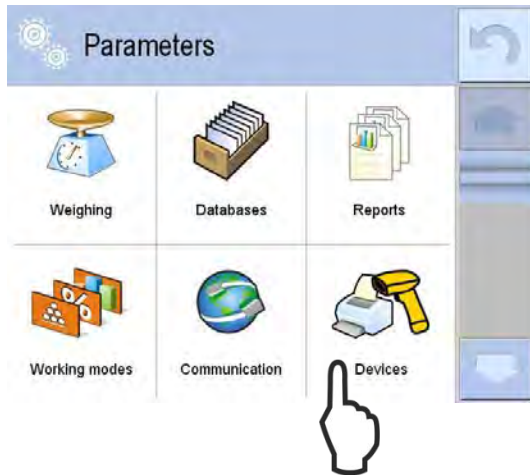 Parameters
Weighing
Databases
Reports
%
Working modes
Communication
Devices